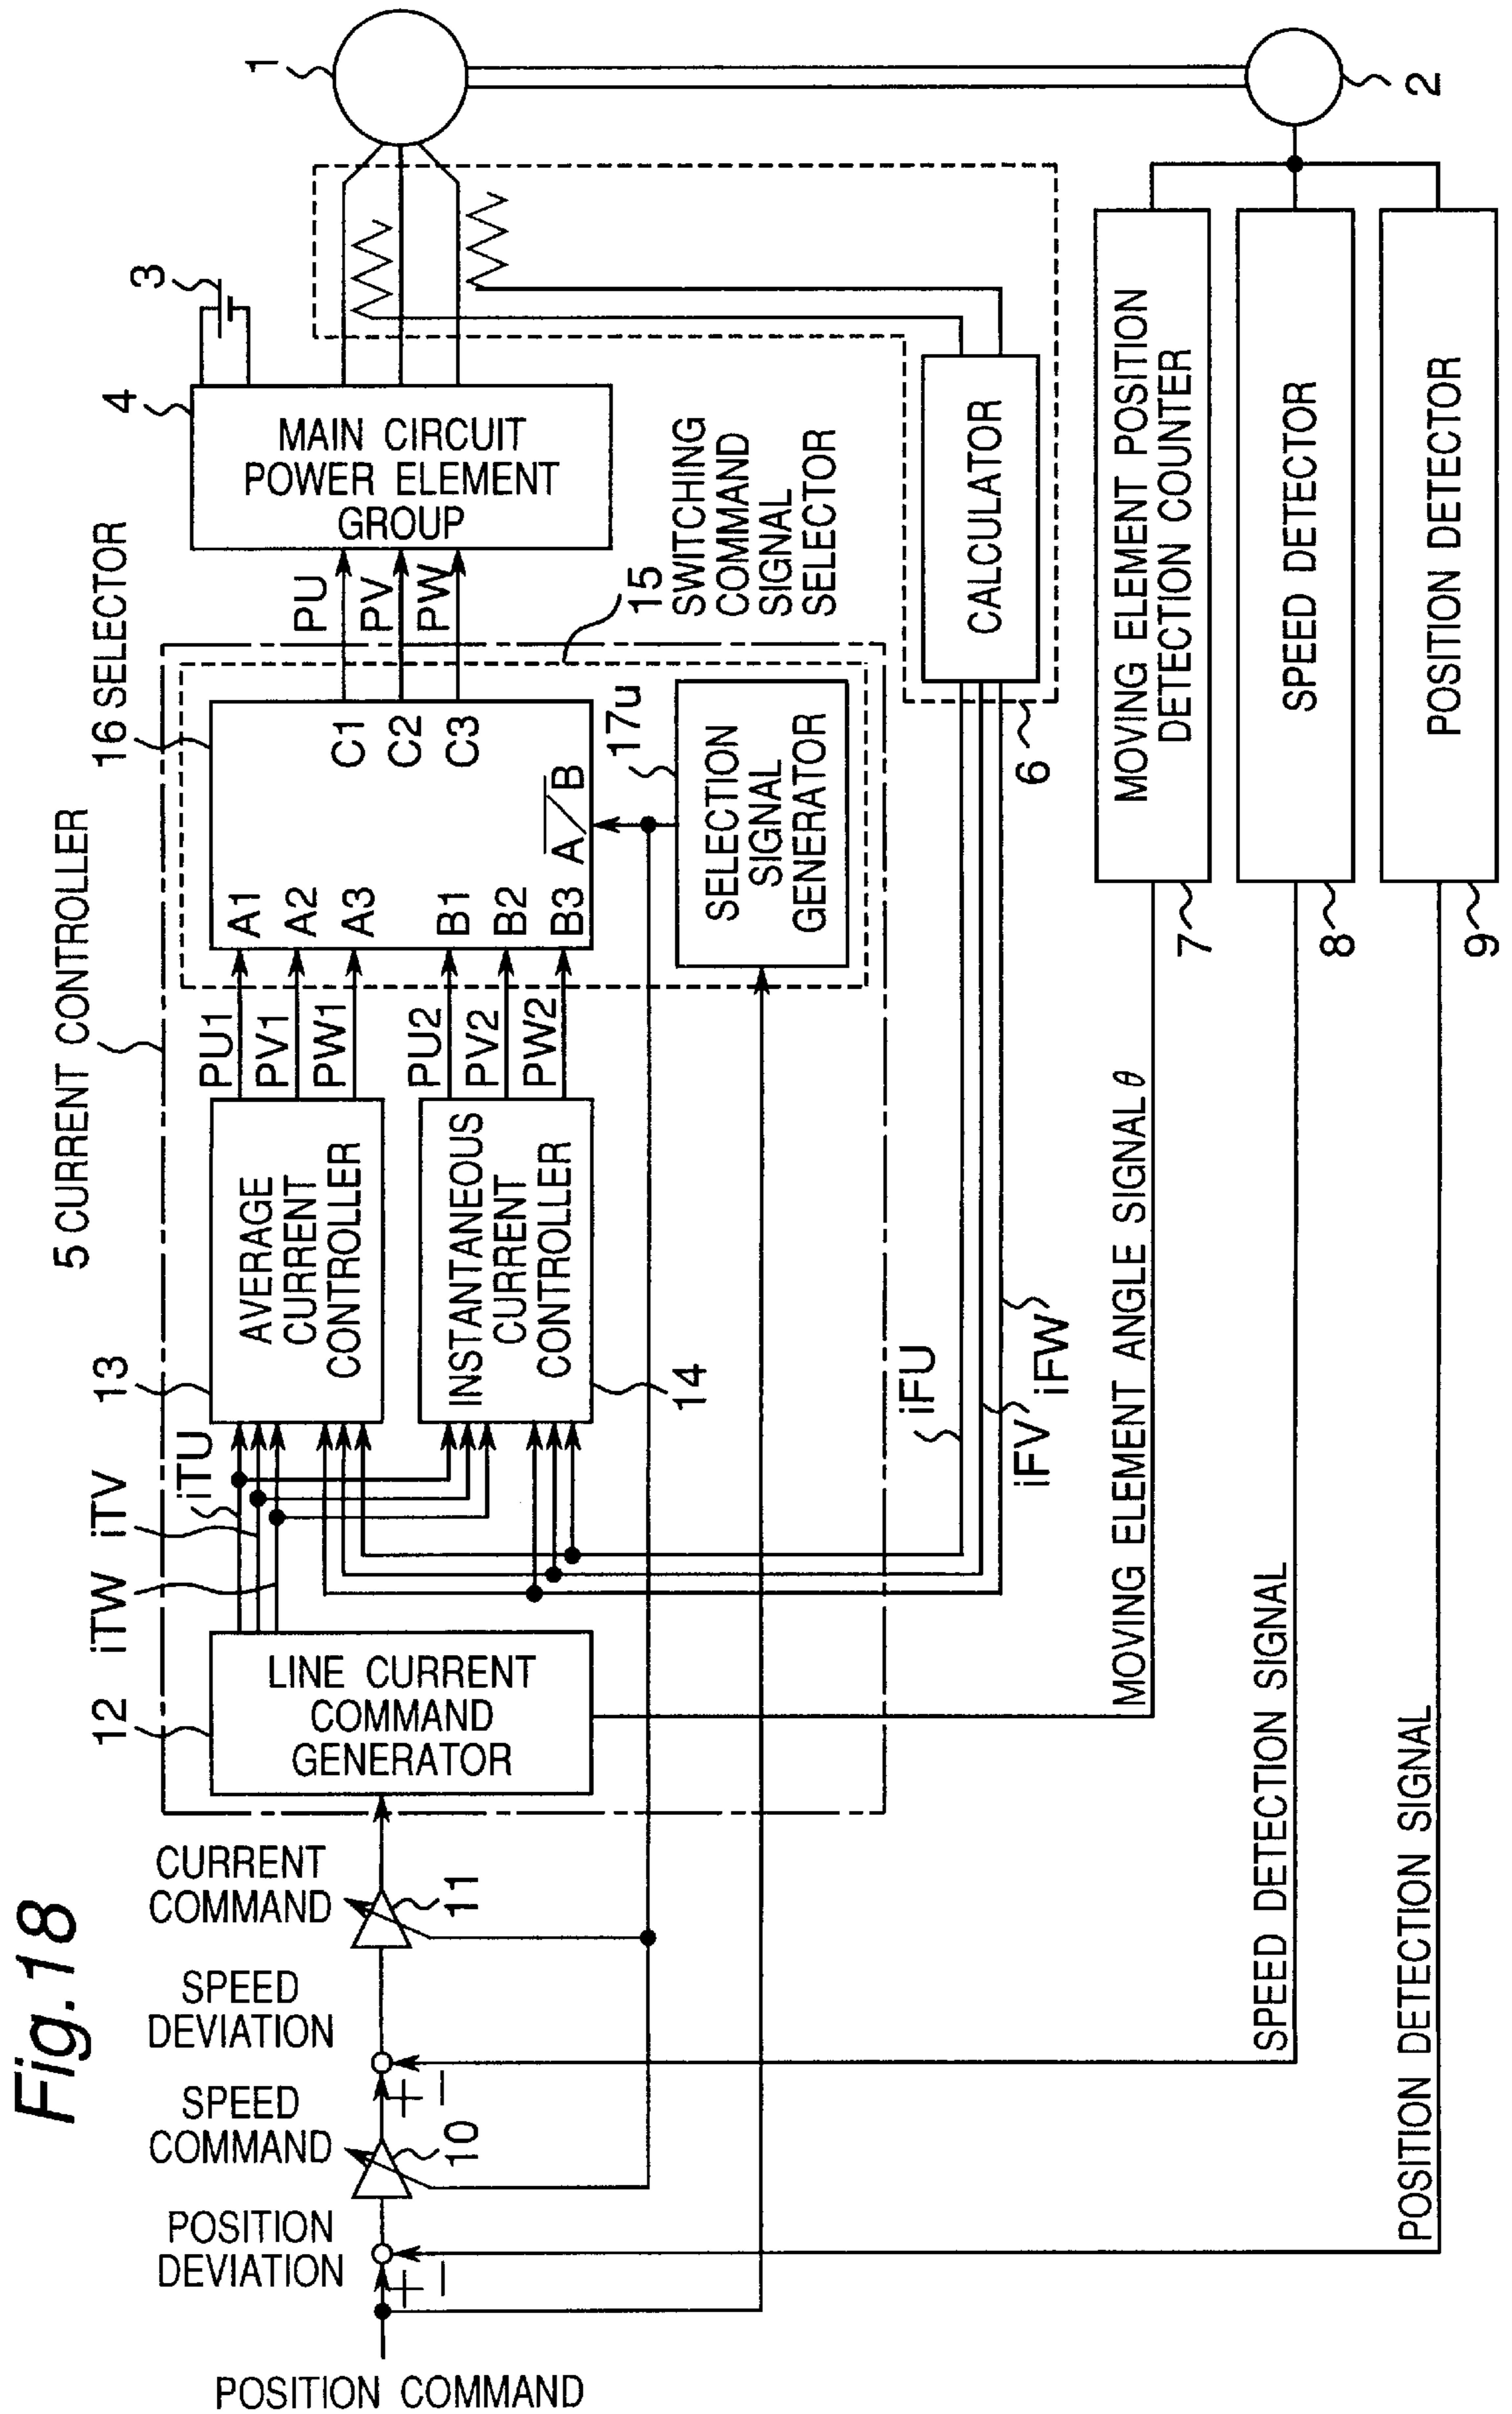 Fig.18
POSITION COMMAND
POSITION
DEVIATION
+
−
10
SPEED
COMMAND
+
−
SPEED
DEVIATION
11
CURRENT
COMMAND
5 CURRENT CONTROLLER
12
LINE CURRENT
COMMAND
GENERATOR
iTW
iTV
iTU
13
AVERAGE
CURRENT
CONTROLLER
14
INSTANTANEOUS
CURRENT
CONTROLLER
PU1
PV1
PW1
PU2
PV2
PW2
16 SELECTOR
A1
A2
A3
B1
B2
B3
C1
C2
C3
A/B
17u
SELECTION
SIGNAL
GENERATOR
15
SWITCHING
COMMAND
SIGNAL
SELECTOR
PU
PV
PW
4
MAIN CIRCUIT
POWER ELEMENT
GROUP
3
1
2
6
CALCULATOR
iFU
iFV
iFW
7
MOVING ELEMENT POSITION
DETECTION COUNTER
8
SPEED DETECTOR
9
POSITION DETECTOR
MOVING ELEMENT ANGLE SIGNAL θ
SPEED DETECTION SIGNAL
POSITION DETECTION SIGNAL